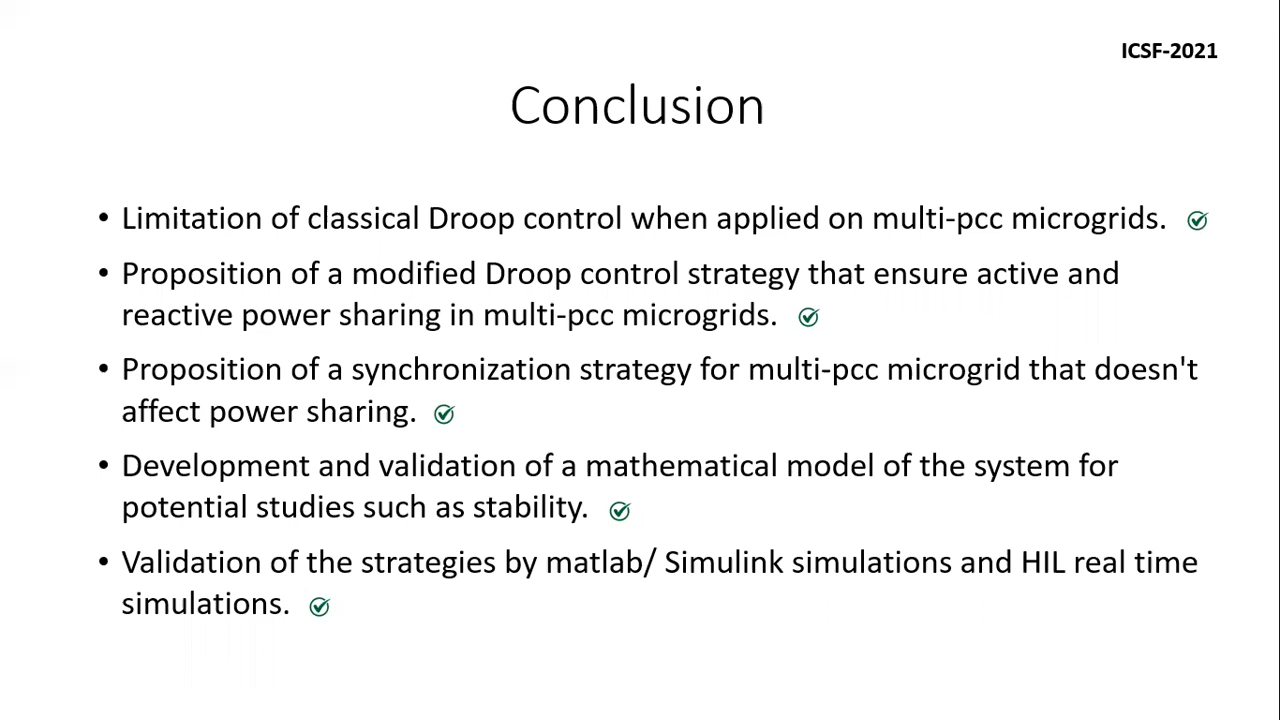 ICSF-2021
Conclusion
• Limitation of classical Droop control when applied on multi-pcc microgrids.
• Proposition of a modified Droop control strategy that ensure active and
reactive power sharing in multi-pcc microgrids.
• Proposition of a synchronization strategy for multi-pcc microgrid that doesn't
affect power sharing.
• Development and validation of a mathematical model of the system for
potential studies such as stability.
• Validation of the strategies by matlab/ Simulink simulations and HIL real time
simulations.